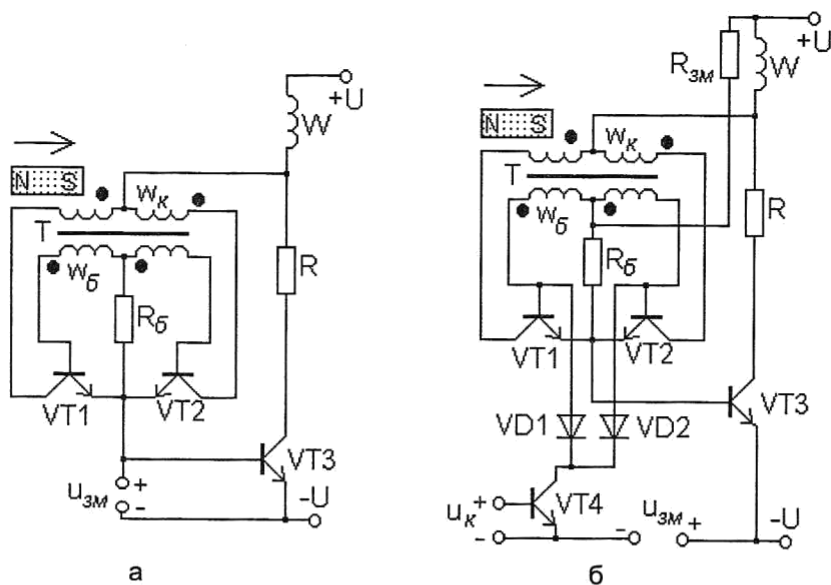 +U
W
N S
wк
T
wб
R
Rб
VT1
VT2
VT3
+
uзм
-
-U
а
+U
Rзм
W
N S
wк
T
wб
R
Rб
VT1
VT2
VT3
VD1
VD2
uк
+
VT4
-
-
uзм
+
-U
б